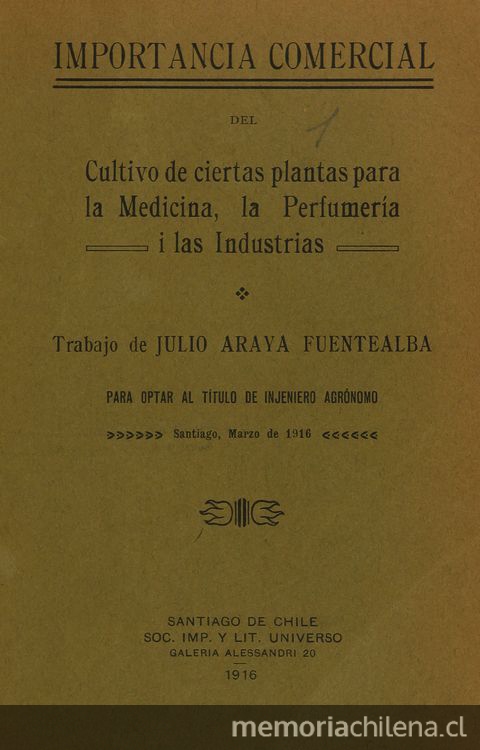 IMPORTANCIA COMERCIAL
DEL
1
Cultivo de ciertas plantas para
la Medicina, la Perfumería
i las Industrias
Trabajo de JULIO ARAYA FUENTEALBA
PARA OPTAR AL TÍTULO DE INJENIERO AGRÓNOMO
>>>>>> Santiago, Marzo de 1916 <<<<<<
SANTIAGO DE CHILE
SOC. IMP. Y LIT. UNIVERSO
GALERIA ALESSANDRI 20
1916
memoriachilena.cl